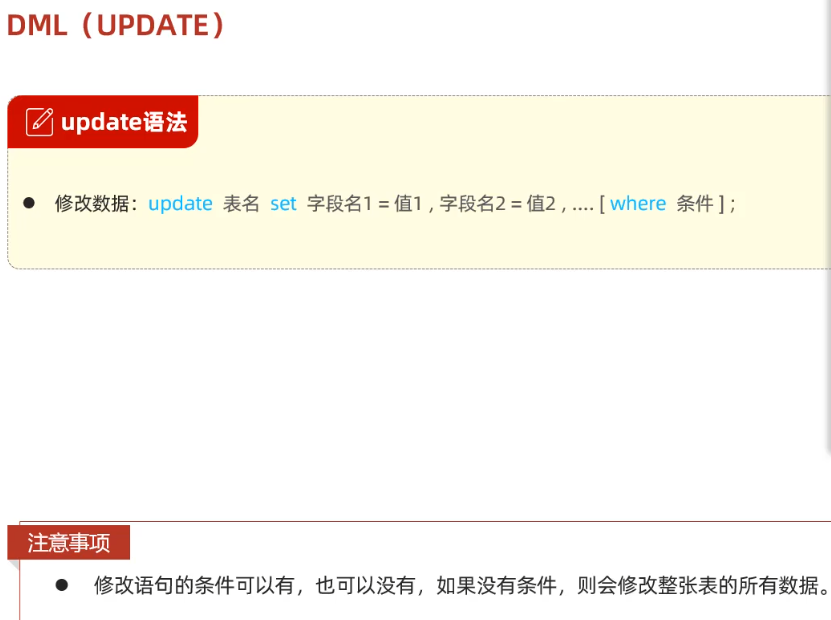 DML（UPDATE）
update语法
● 修改数据：update 表名 set 字段名1 = 值1 , 字段名2 = 值2 , .... [ where 条件 ] ;
注意事项
● 修改语句的条件可以有，也可以没有，如果没有条件，则会修改整张表的所有数据。